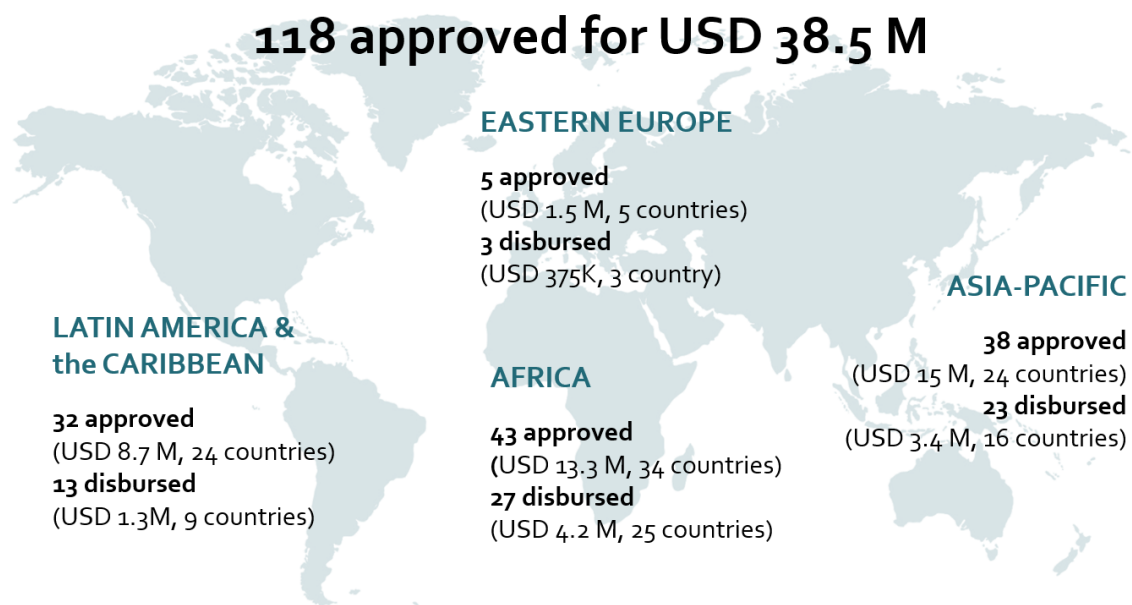 118 approved for USD 38.5 M
EASTERN EUROPE
5 approved
(USD 1.5 M, 5 countries)
3 disbursed
(USD 375K, 3 country)
ASIA-PACIFIC
38 approved
(USD 15 M, 24 countries)
23 disbursed
(USD 3.4 M, 16 countries)
LATIN AMERICA &
the CARIBBEAN
32 approved
(USD 8.7 M, 24 countries)
13 disbursed
(USD 1.3M, 9 countries)
AFRICA
43 approved
(USD 13.3 M, 34 countries)
27 disbursed
(USD 4.2 M, 25 countries)